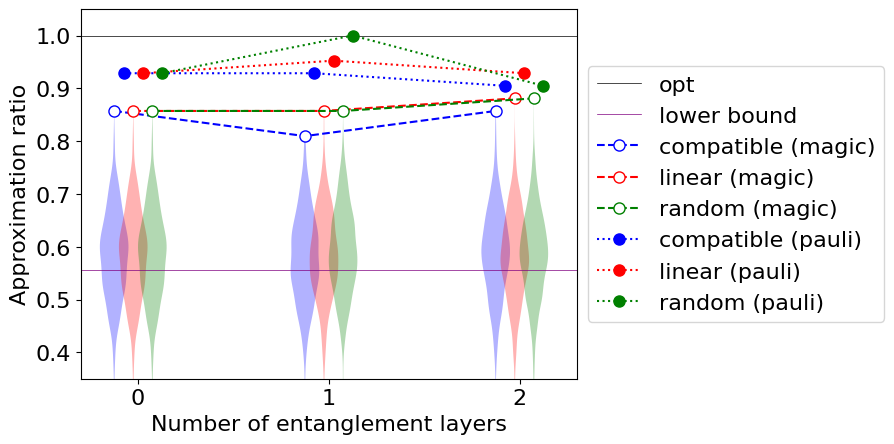 1.0
0.9
0.8
0.7
0.6
0.5
0.4
Approximation ratio
0 1 2
Number of entanglement layers
opt
lower bound
compatible (magic)
linear (magic)
random (magic)
compatible (pauli)
linear (pauli)
random (pauli)